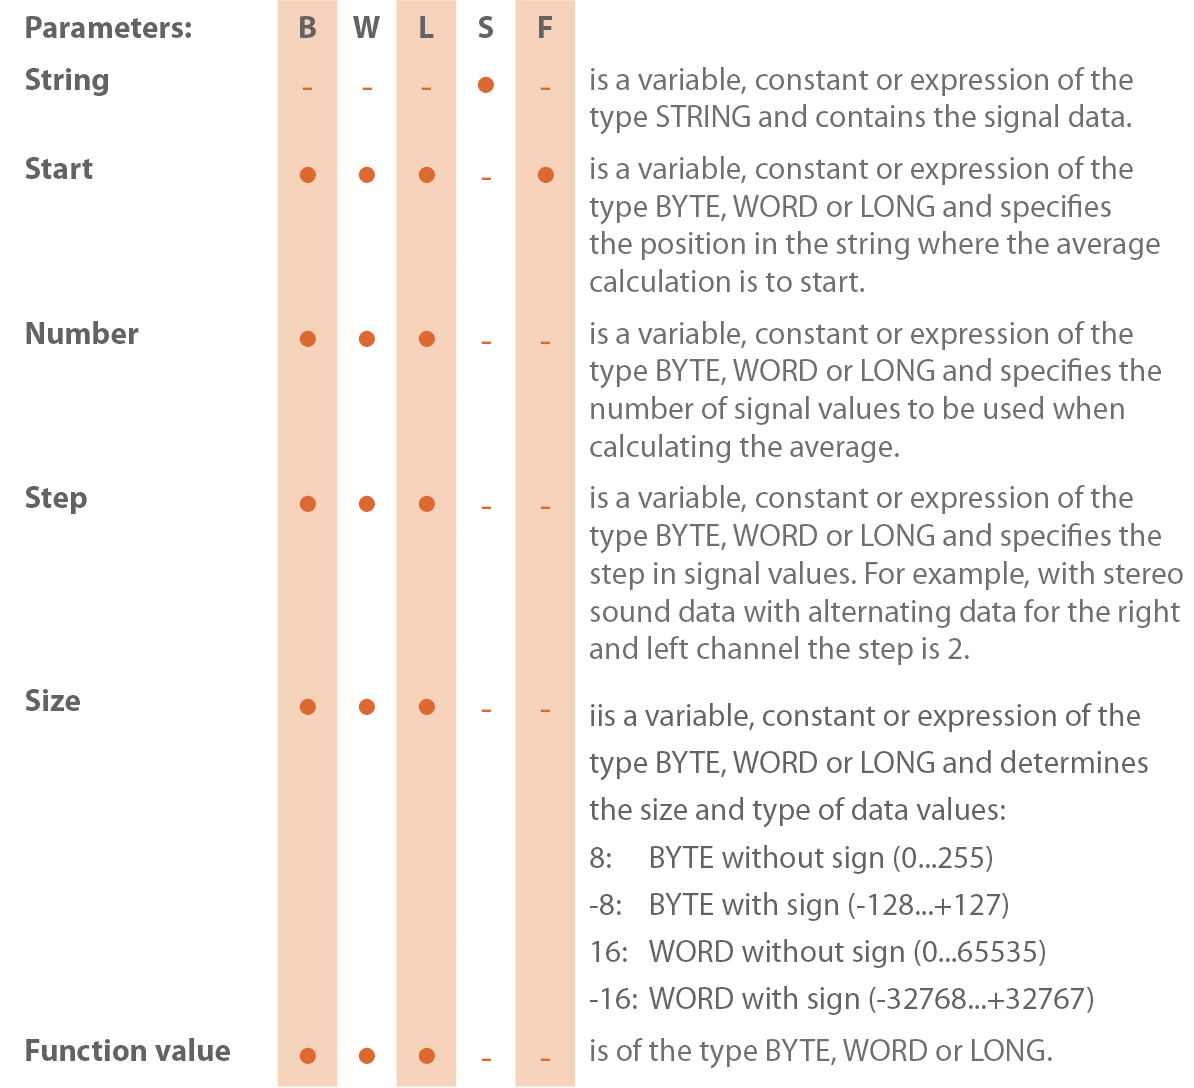 Parameters: B W L S F
String - - - ● - is a variable, constant or expression of the
type STRING and contains the signal data.
Start ● ● ● - ● is a variable, constant or expression of the
type BYTE, WORD or LONG and specifies
the position in the string where the average
calculation is to start.
Number ● ● ● - - is a variable, constant or expression of the
type BYTE, WORD or LONG and specifies the
number of signal values to be used when
calculating the average.
Step ● ● ● - - is a variable, constant or expression of the
type BYTE, WORD or LONG and specifies the
step in signal values. For example, with stereo
sound data with alternating data for the right
and left channel the step is 2.
Size ● ● ● - - iis a variable, constant or expression of the
type BYTE, WORD or LONG and determines
the size and type of data values:
8: BYTE without sign (0...255)
-8: BYTE with sign (-128...+127)
16: WORD without sign (0...65535)
-16: WORD with sign (-32768...+32767)
Function value ● ● ● - - is of the type BYTE, WORD or LONG.